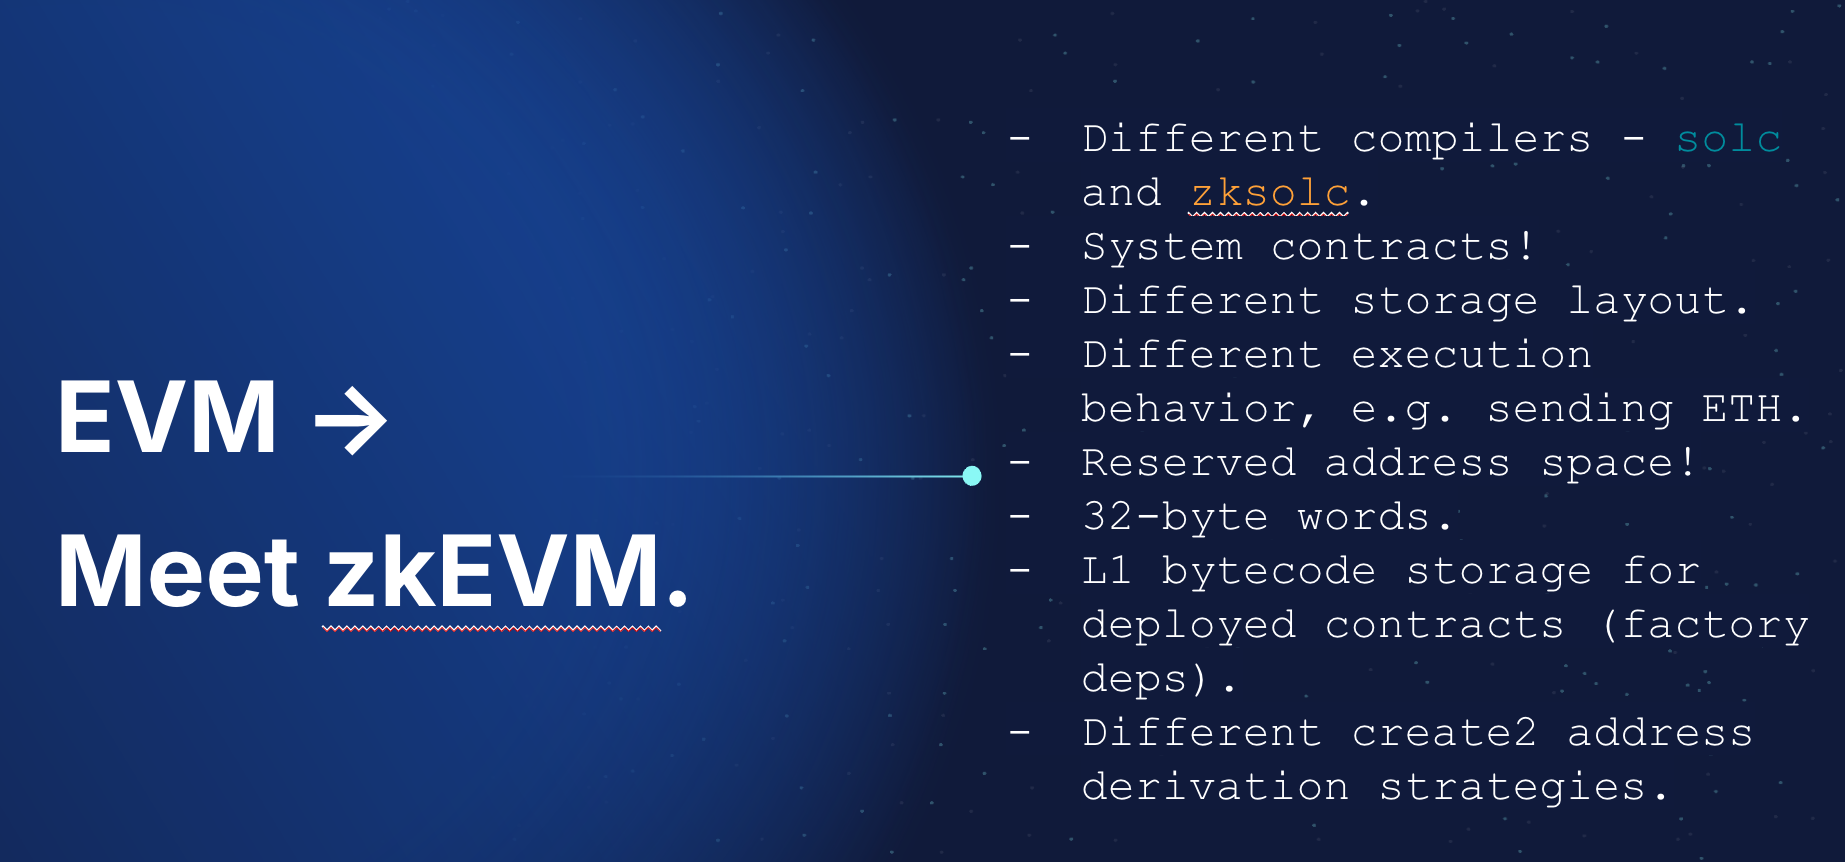 EVM →
Meet zkEVM.
- Different compilers - solc
and zksolc.
- System contracts!
- Different storage layout.
- Different execution
behavior, e.g. sending ETH.
- Reserved address space!
- 32-byte words.
- L1 bytecode storage for
deployed contracts (factory
deps).
- Different create2 address
derivation strategies.